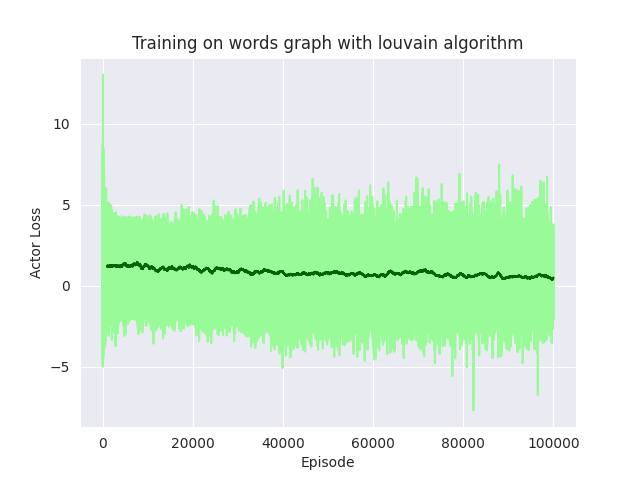 Training on words graph with louvain algorithm
Actor Loss
10
5
0
−5
0 20000 40000 60000 80000 100000
Episode